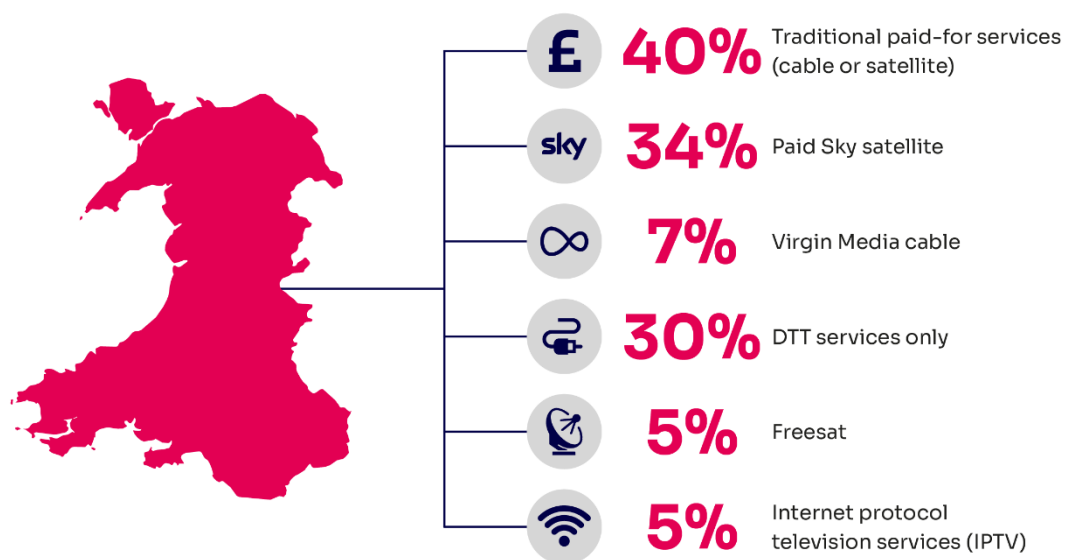 £ 40% Traditional paid-for services
(cable or satellite)
sky 34% Paid Sky satellite
7% Virgin Media cable
30% DTT services only
5% Freesat
5% Internet protocol
television services (IPTV)